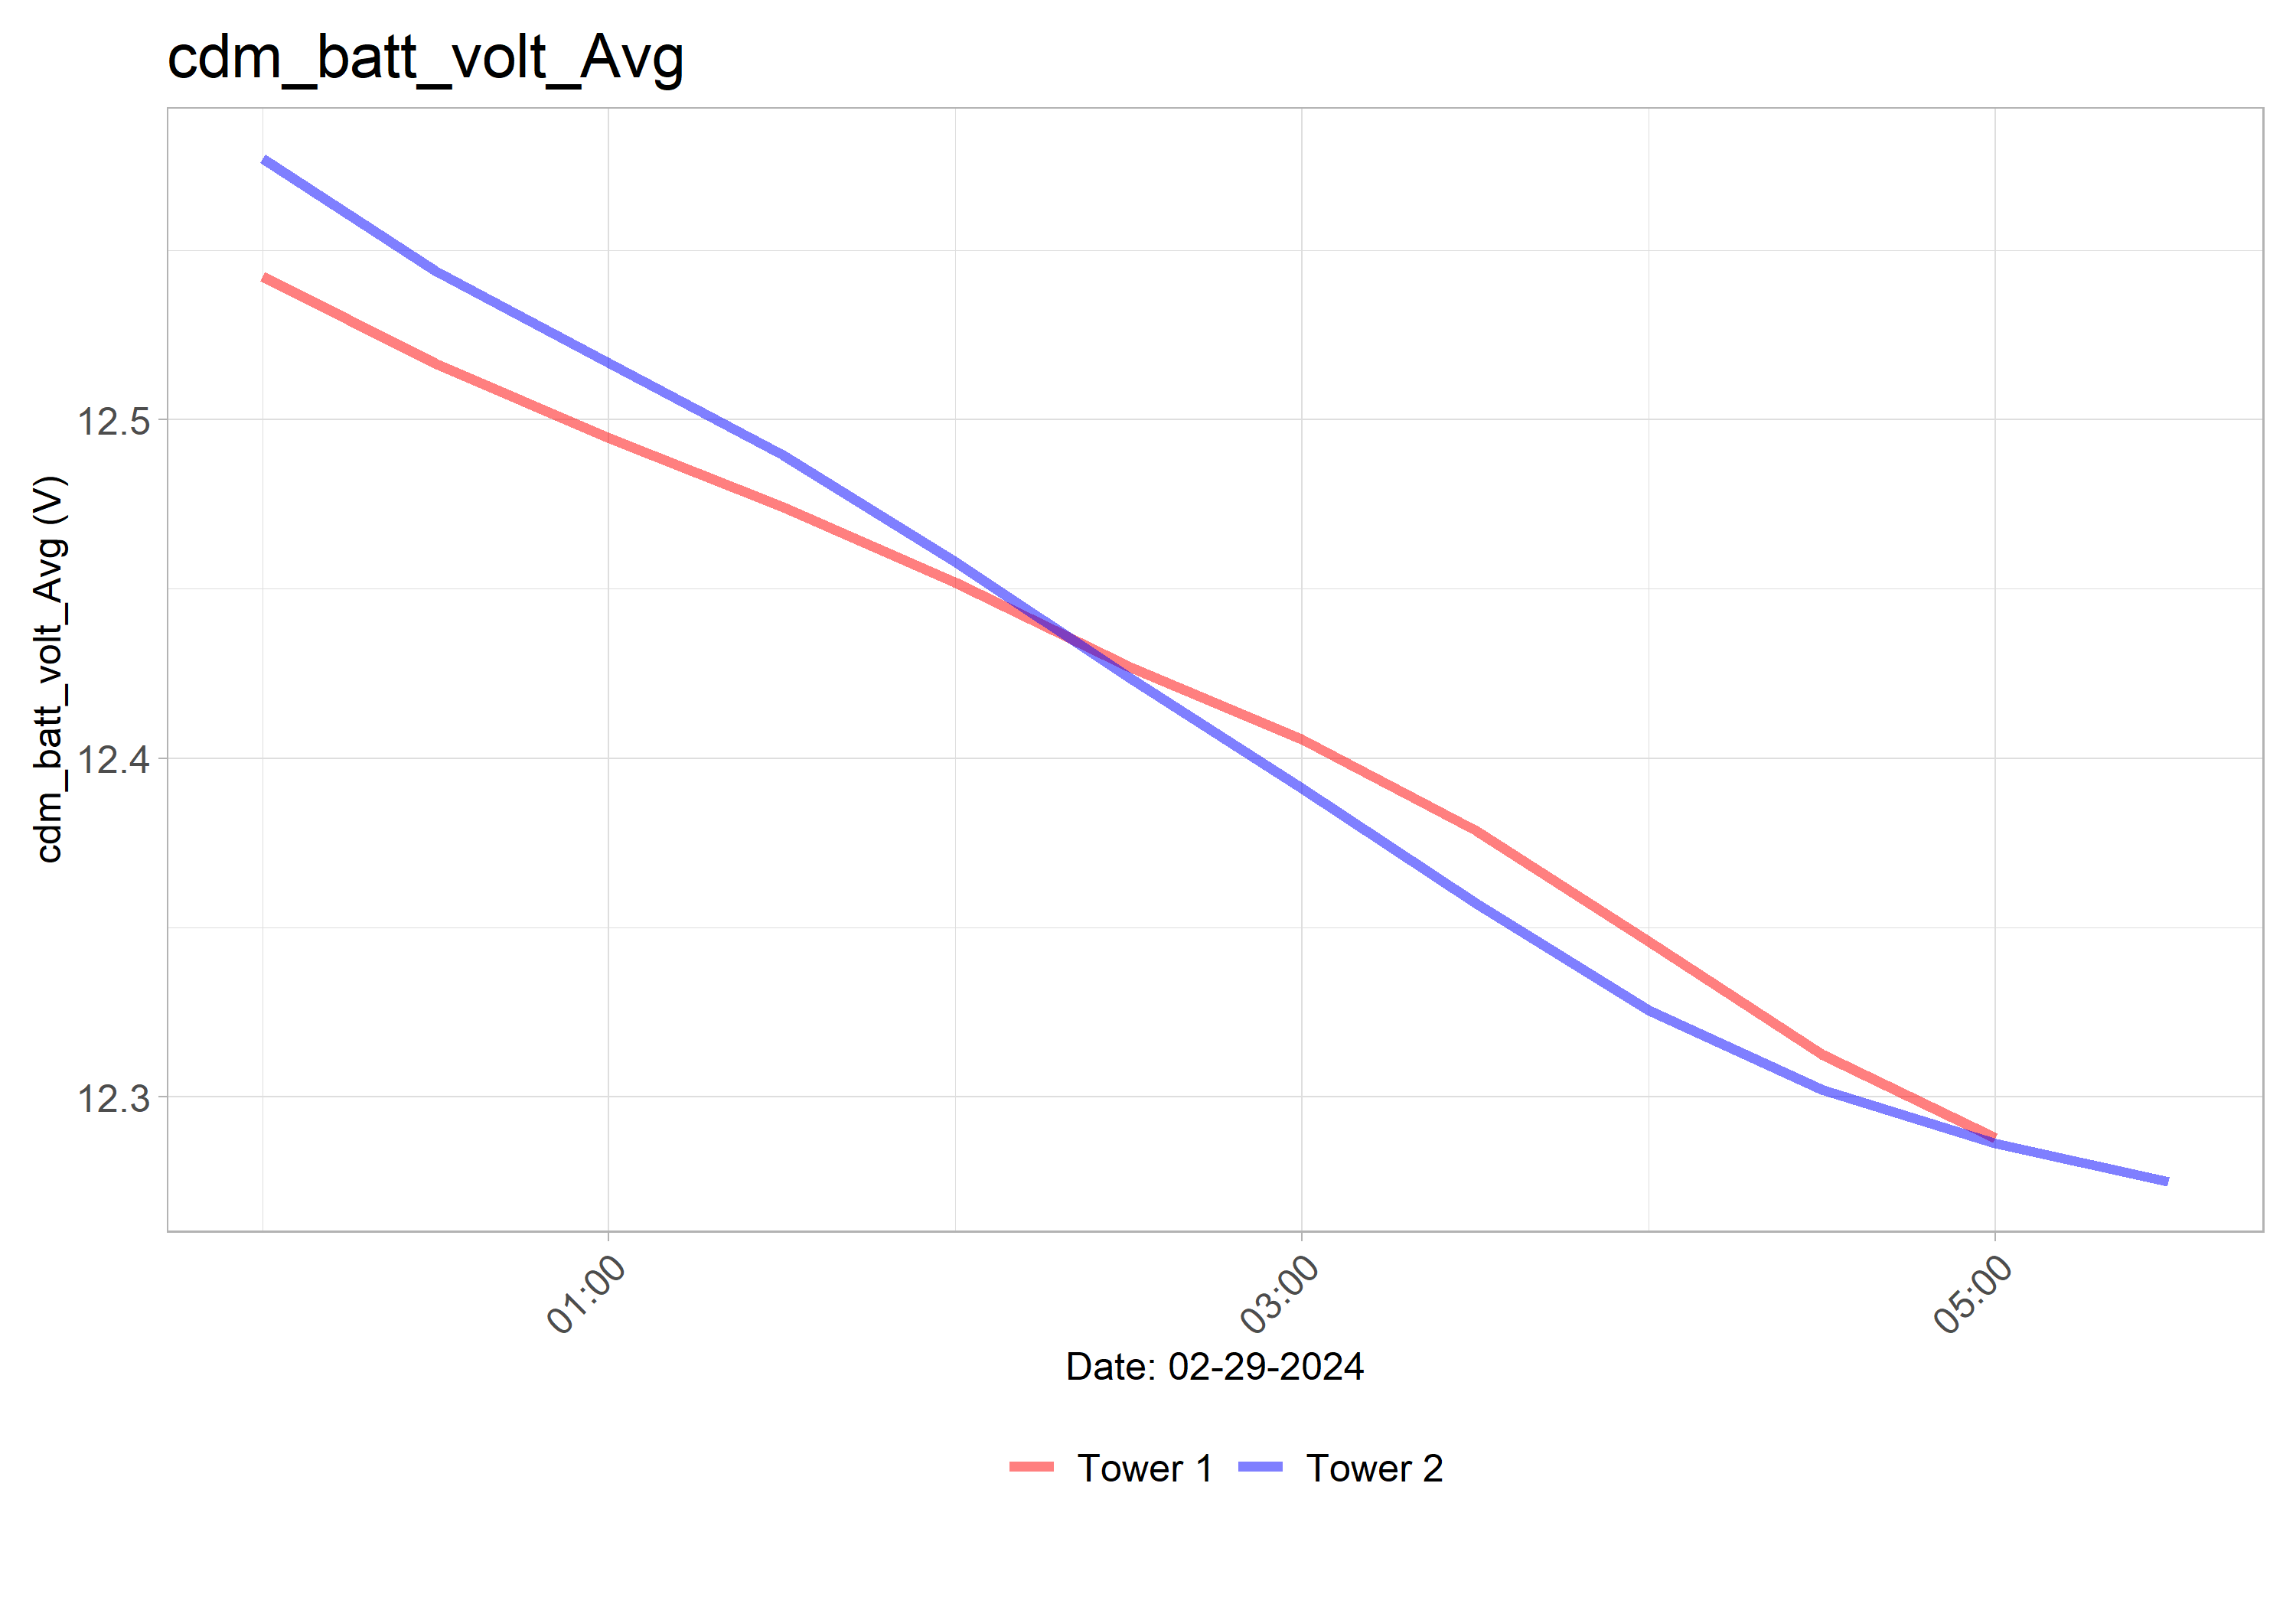 cdm_batt_volt_Avg
cdm_batt_volt_Avg (V)
12.5
12.4
12.3
01:00
03:00
05:00
Date: 02-29-2024
Tower 1
Tower 2